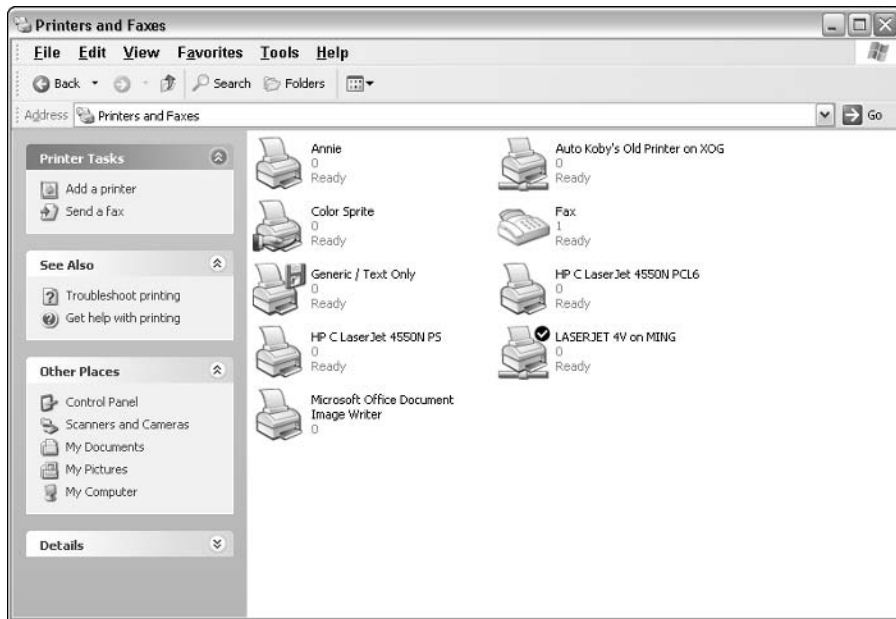 Printers and Faxes
File Edit View Favorites Tools Help
Back Search Folders
Address Printers and Faxes Go
Printer Tasks
Add a printer
Send a fax
See Also
Troubleshoot printing
Get help with printing
Other Places
Control Panel
Scanners and Cameras
My Documents
My Pictures
My Computer
Details
Annie
0
Ready
Auto Koby's Old Printer on XOG
0
Ready
Color Sprite
0
Ready
Fax
1
Ready
Generic / Text Only
0
Ready
HP C LaserJet 4550N PCL6
0
Ready
HP C LaserJet 4550N PS
0
Ready
LASERJET 4V on MING
0
Ready
Microsoft Office Document
Image Writer
0